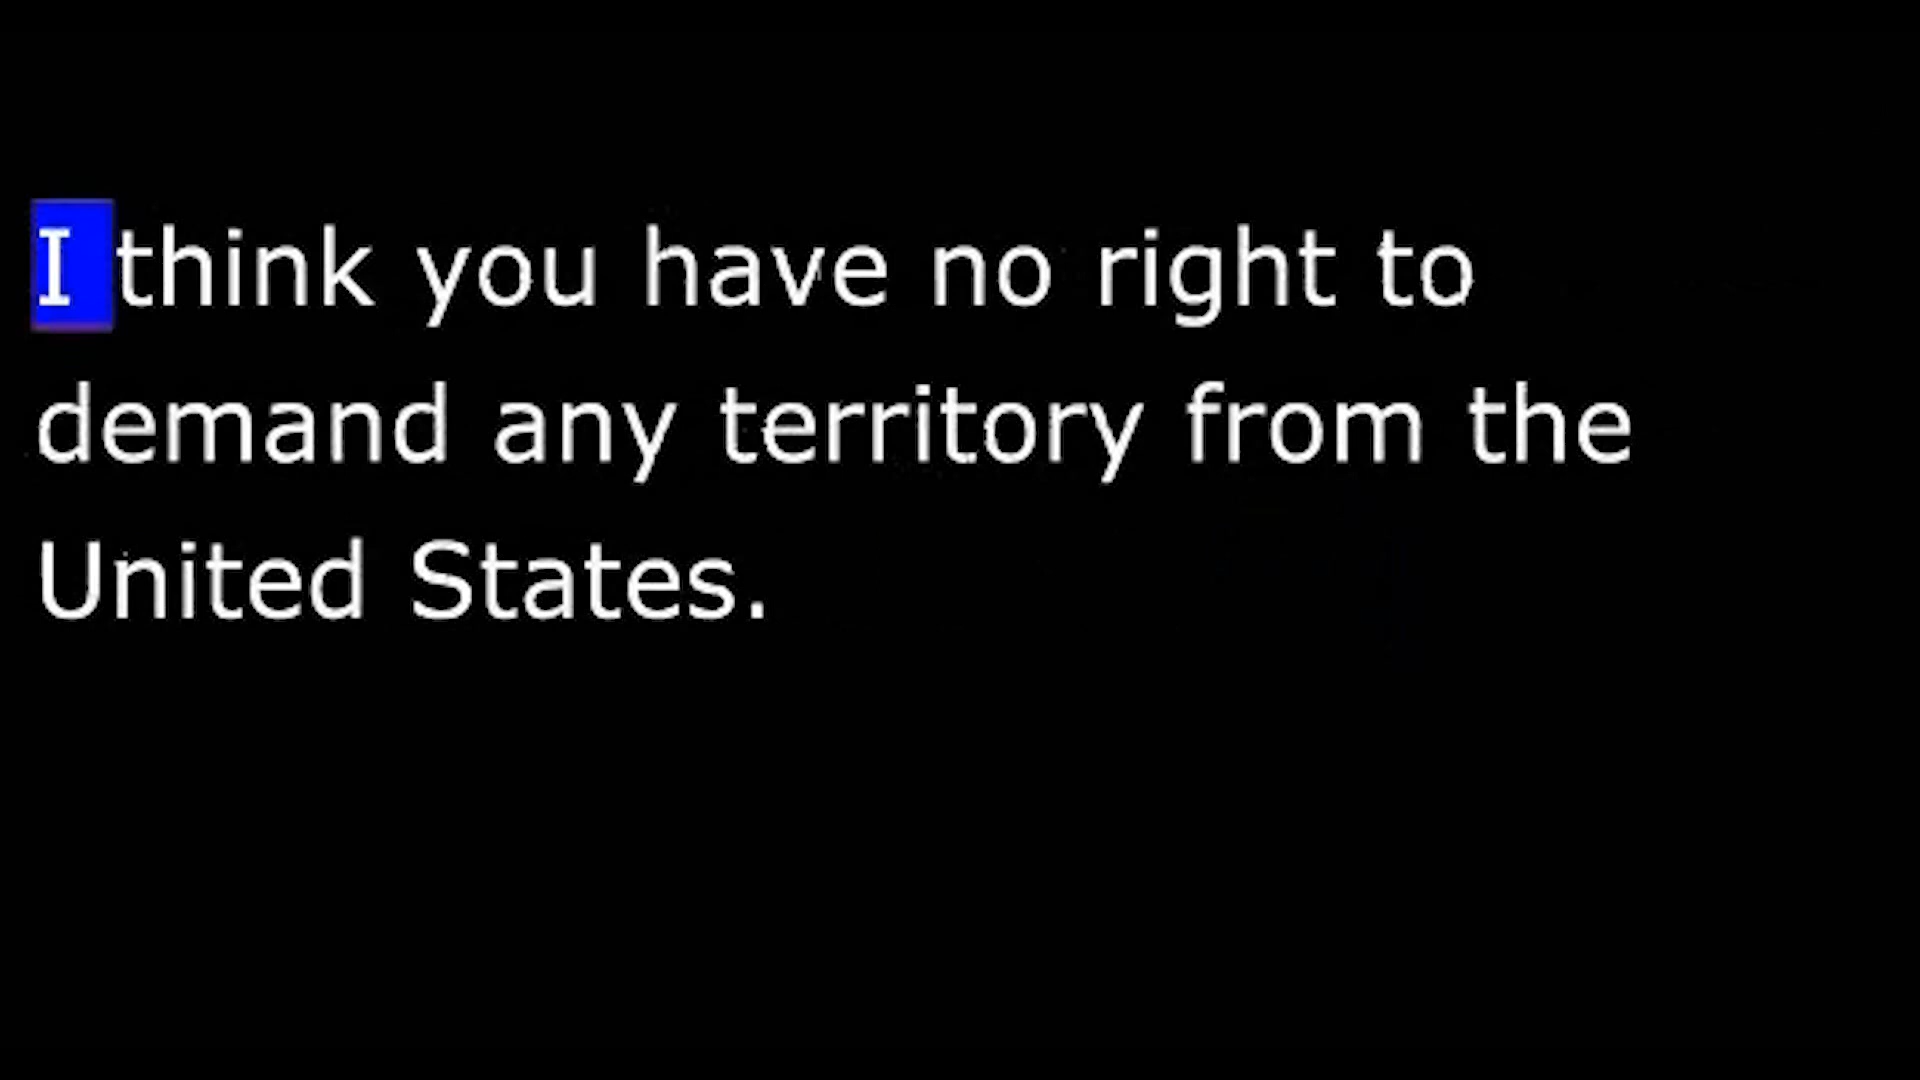 I think you have no right to
demand any territory from the
United States.